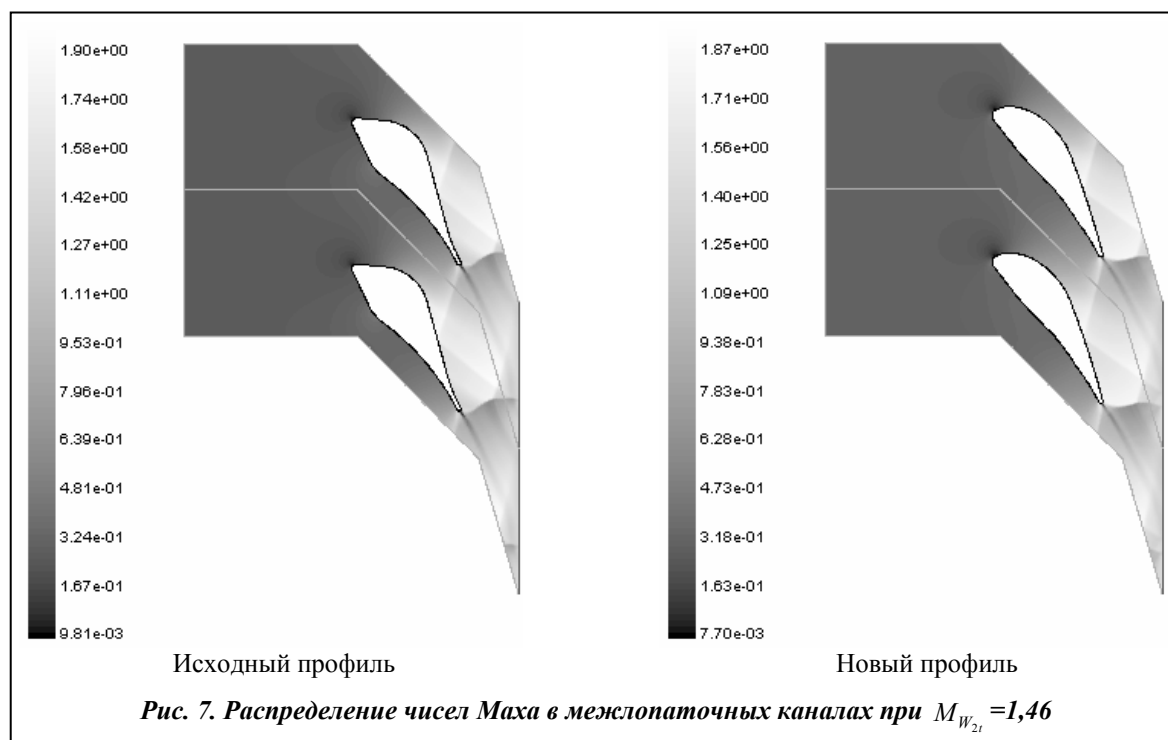 1.90e+00
1.74e+00
1.58e+00
1.42e+00
1.27e+00
1.11e+00
9.53e-01
7.96e-01
6.39e-01
4.81e-01
3.24e-01
1.67e-01
9.81e-03
Исходный профиль
1.87e+00
1.71e+00
1.56e+00
1.40e+00
1.25e+00
1.09e+00
9.38e-01
7.83e-01
6.28e-01
4.73e-01
3.18e-01
1.63e-01
7.70e-03
Новый профиль
Рис. 7. Распределение чисел Маха в межлопаточных каналах при M_{W_{2t}} =1,46